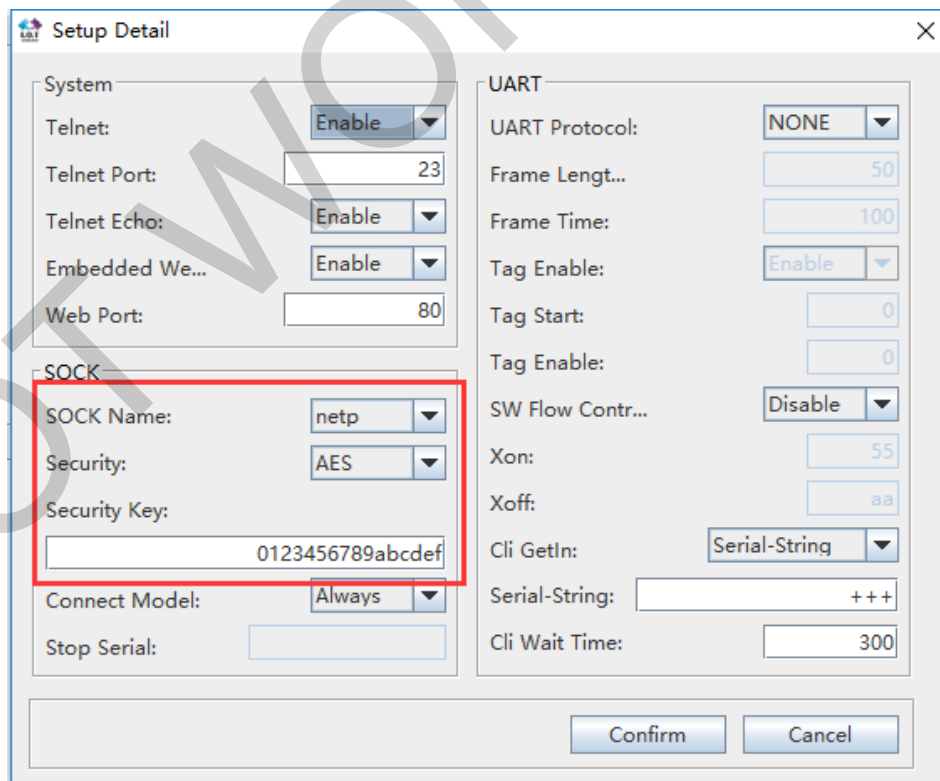 Setup Detail
System
Telnet: Enable
Telnet Port: 23
Telnet Echo: Enable
Embedded We... Enable
Web Port: 80
SOCK
SOCK Name: netp
Security: AES
Security Key:
0123456789abcdef
Connect Model: Always
Stop Serial:
UART
UART Protocol: NONE
Frame Lengt... 50
Frame Time: 100
Tag Enable: Enable
Tag Start: 0
Tag Enable: 0
SW Flow Contr... Disable
Xon: 55
Xoff: aa
Cli GetIn: Serial-String
Serial-String: +++
Cli Wait Time: 300
Confirm Cancel